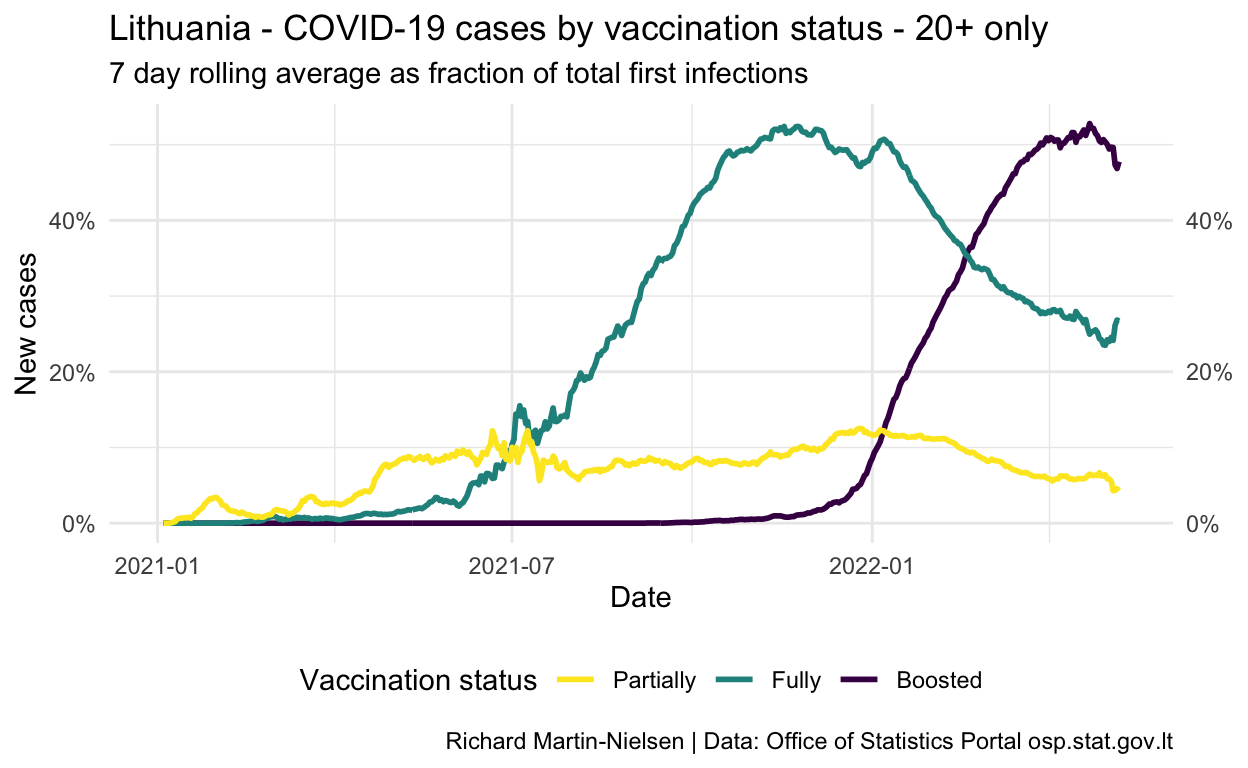 Lithuania - COVID-19 cases by vaccination status - 20+ only
7 day rolling average as fraction of total first infections
New cases
40%
20%
0%
40%
20%
0%
2021-01 2021-07 2022-01
Date
Vaccination status Partially Fully Boosted
Richard Martin-Nielsen | Data: Office of Statistics Portal osp.stat.gov.lt